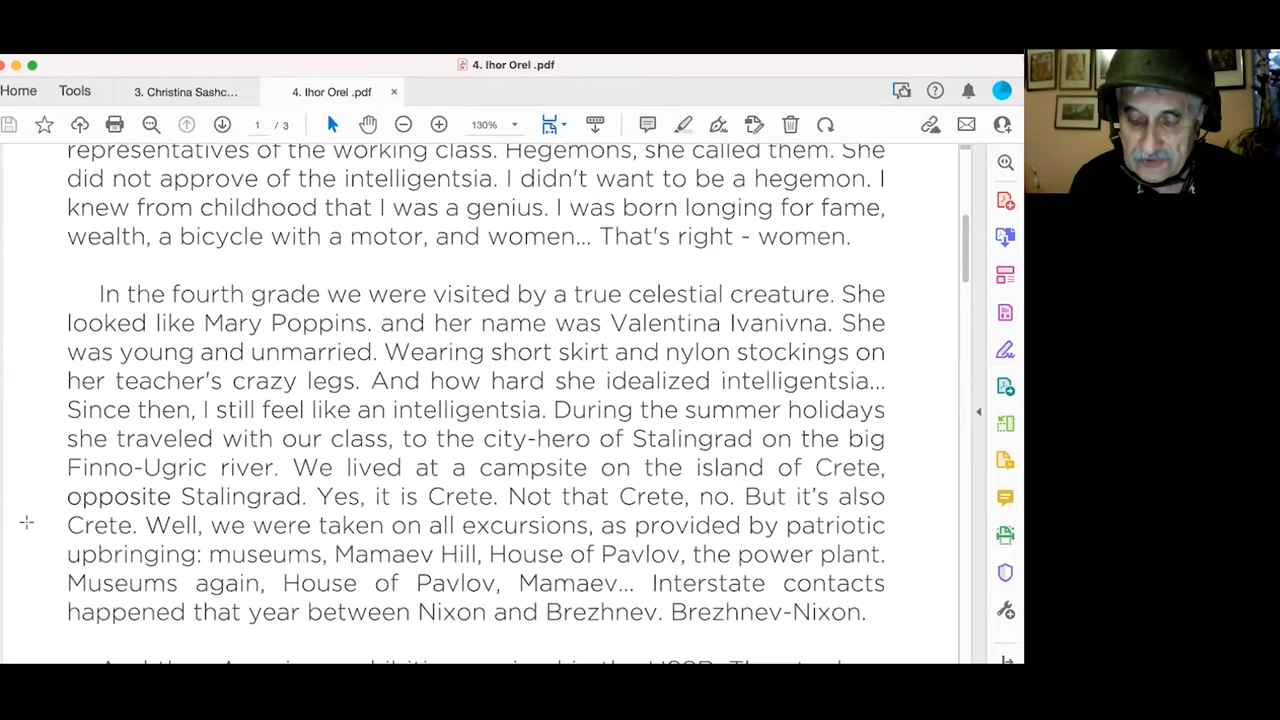 4. Ihor Orel .pdf
Home Tools 3. Christina Sashc... 4. Ihor Orel .pdf ×
1 / 3 130%
representatives of the working class. Hegemons, she called them. She
did not approve of the intelligentsia. I didn't want to be a hegemon. I
knew from childhood that I was a genius. I was born longing for fame,
wealth, a bicycle with a motor, and women... That's right - women.
In the fourth grade we were visited by a true celestial creature. She
looked like Mary Poppins. and her name was Valentina Ivanivna. She
was young and unmarried. Wearing short skirt and nylon stockings on
her teacher's crazy legs. And how hard she idealized intelligentsia...
Since then, I still feel like an intelligentsia. During the summer holidays
she traveled with our class, to the city-hero of Stalingrad on the big
Finno-Ugric river. We lived at a campsite on the island of Crete,
opposite Stalingrad. Yes, it is Crete. Not that Crete, no. But it’s also
Crete. Well, we were taken on all excursions, as provided by patriotic
upbringing: museums, Mamaev Hill, House of Pavlov, the power plant.
Museums again, House of Pavlov, Mamaev... Interstate contacts
happened that year between Nixon and Brezhnev. Brezhnev-Nixon.